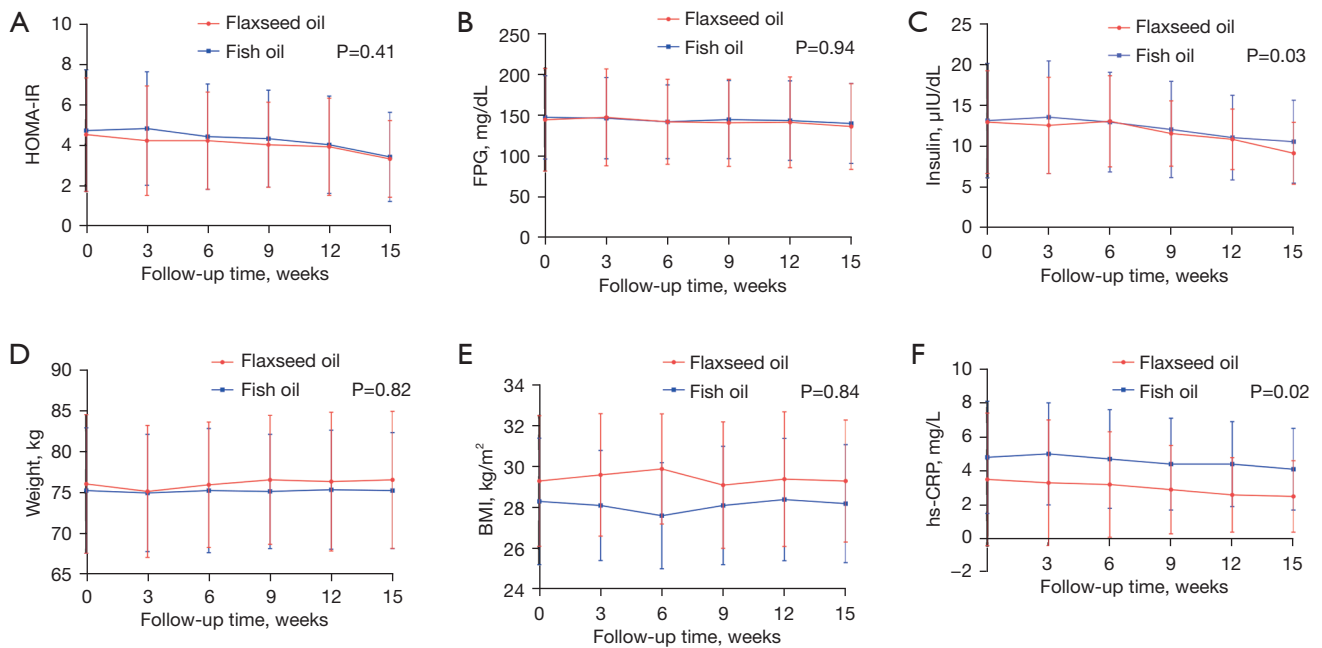 A
Flaxseed oil
Fish oil
P=0.41
HOMA-IR
10
8
6
4
2
0
0 3 6 9 12 15
Follow-up time, weeks
B
Flaxseed oil
Fish oil
P=0.94
FPG, mg/dL
250
200
150
100
50
0
0 3 6 9 12 15
Follow-up time, weeks
C
Flaxseed oil
Fish oil
P=0.03
Insulin, µIU/dL
25
20
15
10
5
0
0 3 6 9 12 15
Follow-up time, weeks
D
Flaxseed oil
Fish oil
P=0.82
Weight, kg
90
85
80
75
70
65
0 3 6 9 12 15
Follow-up time, weeks
E
Flaxseed oil
Fish oil
P=0.84
BMI, kg/m²
34
32
30
28
26
24
0 3 6 9 12 15
Follow-up time, weeks
F
Flaxseed oil
Fish oil
P=0.02
hs-CRP, mg/L
10
8
6
4
2
0
−2
3 6 9 12 15
Follow-up time, weeks